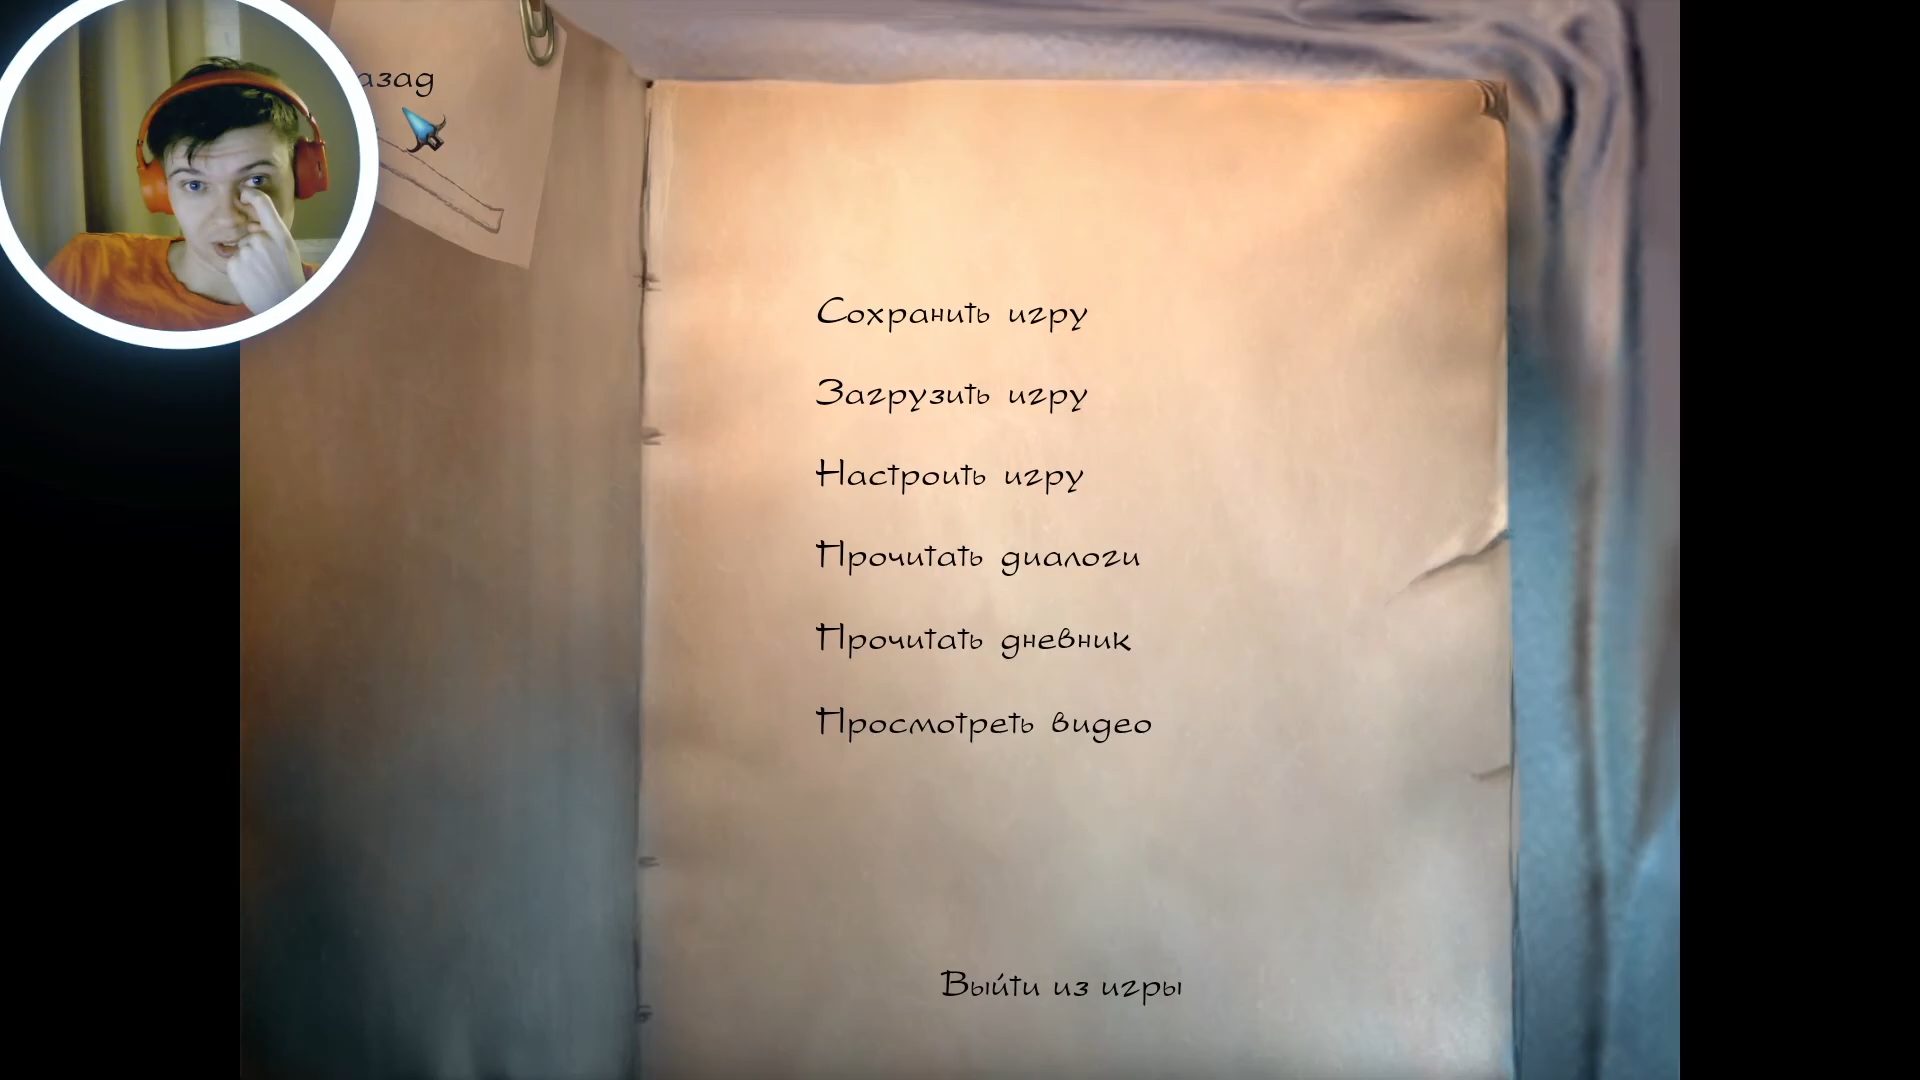 азад
Сохранить игру
Загрузить игру
Настроить игру
Прочитать диалоги
Прочитать дневник
Просмотреть видео
Выйти из игры